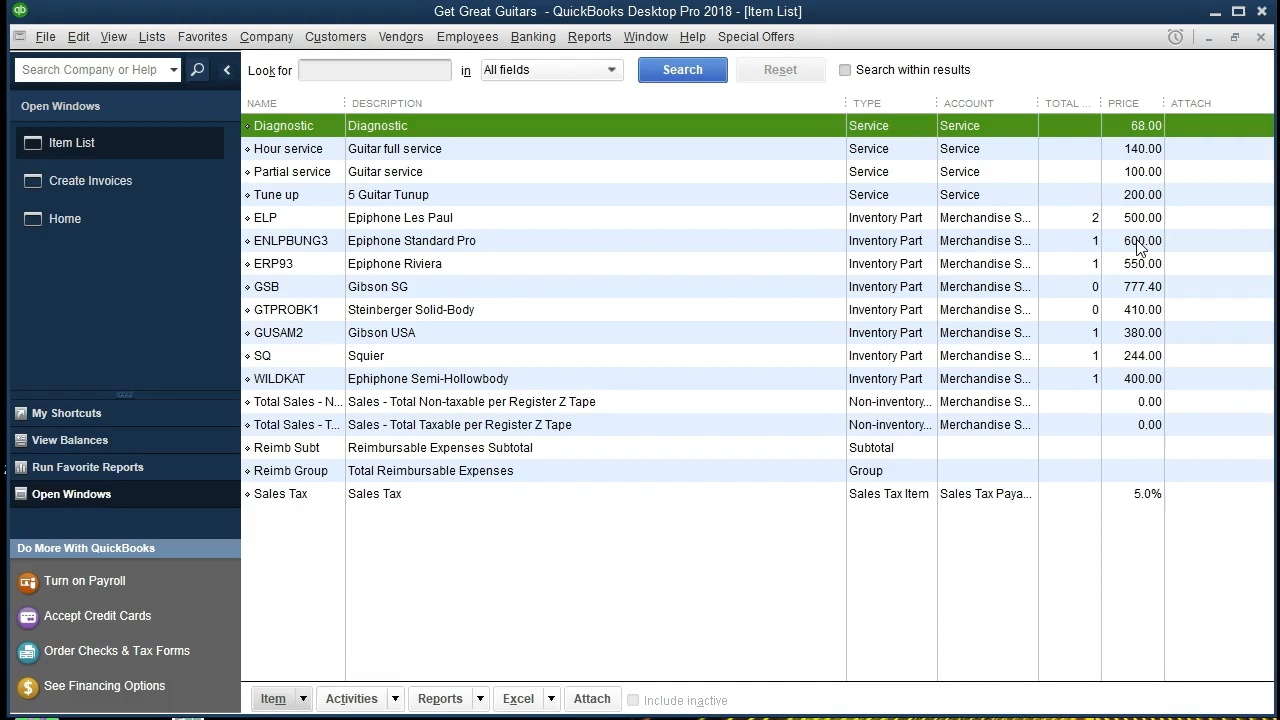 Get Great Guitars - QuickBooks Desktop Pro 2018 - [Item List]
File Edit View Lists Favorites Company Customers Vendors Employees Banking Reports Window Help Special Offers
Search Company or Help
Look for in All fields Search Reset Search within results
Open Windows
Item List
Create Invoices
Home
My Shortcuts
View Balances
Run Favorite Reports
Open Windows
Do More With QuickBooks
Turn on Payroll
Accept Credit Cards
Order Checks & Tax Forms
See Financing Options
NAME DESCRIPTION TYPE ACCOUNT TOTAL ... PRICE ATTACH
Diagnostic Diagnostic Service Service 68.00
Hour service Guitar full service Service Service 140.00
Partial service Guitar service Service Service 100.00
Tune up 5 Guitar Tunup Service Service 200.00
ELP Epiphone Les Paul Inventory Part Merchandise S... 2 500.00
ENLPBUNG3 Epiphone Standard Pro Inventory Part Merchandise S... 1 600.00
ERP93 Epiphone Riviera Inventory Part Merchandise S... 1 550.00
GSB Gibson SG Inventory Part Merchandise S... 0 777.40
GTPROBK1 Steinberger Solid-Body Inventory Part Merchandise S... 0 410.00
GUSAM2 Gibson USA Inventory Part Merchandise S... 1 380.00
SQ Squier Inventory Part Merchandise S... 1 244.00
WILDKAT Ephiphone Semi-Hollowbody Inventory Part Merchandise S... 1 400.00
Total Sales - N... Sales - Total Non-taxable per Register Z Tape Non-inventory... Merchandise S... 0.00
Total Sales - T... Sales - Total Taxable per Register Z Tape Non-inventory... Merchandise S... 0.00
Reimb Subt Reimbursable Expenses Subtotal Subtotal
Reimb Group Total Reimbursable Expenses Group
Sales Tax Sales Tax Sales Tax Item Sales Tax Paya... 5.0%
Item Activities Reports Excel Attach Include inactive